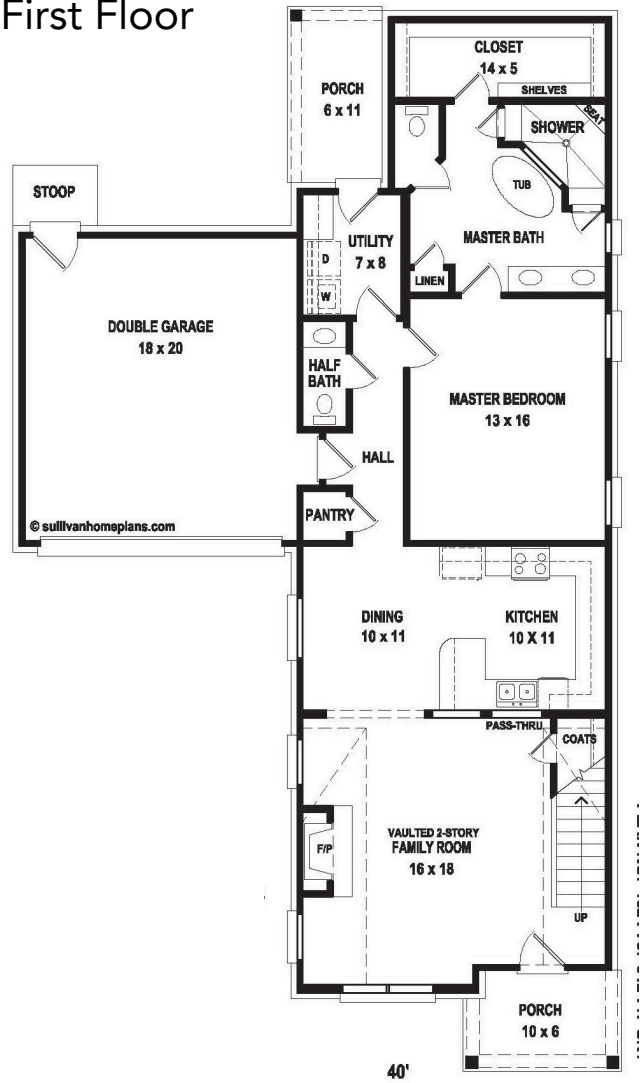 First Floor
CLOSET
14 x 5
SHELVES
PORCH
6 x 11
SEAT
SHOWER
TUB
STOOP
UTILITY
7 x 8
MASTER BATH
D
LINEN
W
DOUBLE GARAGE
18 x 20
HALF
BATH
MASTER BEDROOM
13 x 16
HALL
PANTRY
© sullivanhomeplans.com
DINING
10 x 11
KITCHEN
10 X 11
PASS-THRU
COATS
VAULTED 2-STORY
FAMILY ROOM
16 x 18
F/P
UP
PORCH
10 x 6
40'